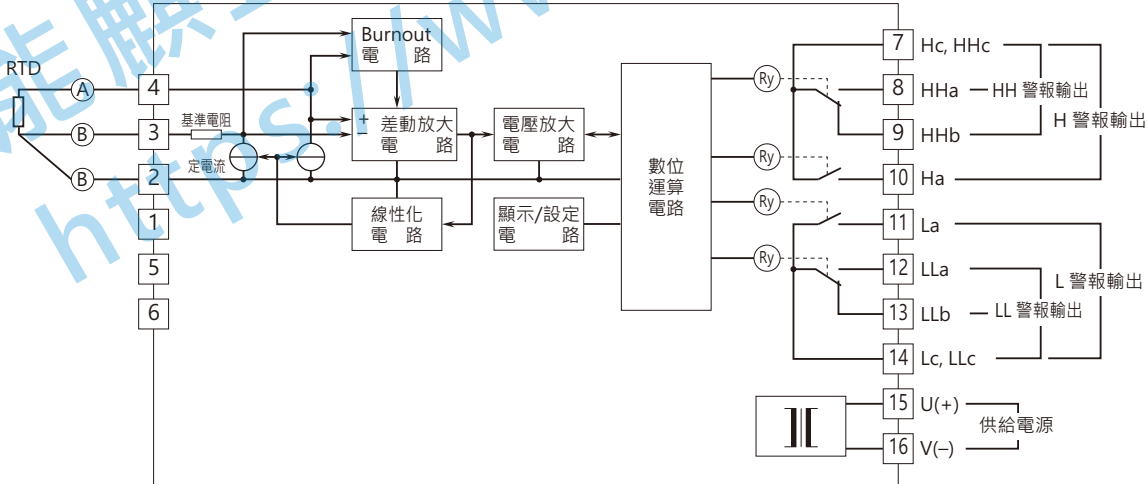 能麒
https://w
RTD
A
B
B
4
3
2
1
5
6
基準電阻
定電流
Burnout
電 路
+
−
差動放大
電 路
電壓放大
電 路
線性化
電 路
顯示/設定
電 路
數位
運算
電路
Ry
Ry
Ry
Ry
7 Hc, HHc
8 HHa
9 HHb
10 Ha
11 La
12 LLa
13 LLb
14 Lc, LLc
15 U(+)
16 V(–)
HH 警報輸出
H 警報輸出
L 警報輸出
LL 警報輸出
供給電源